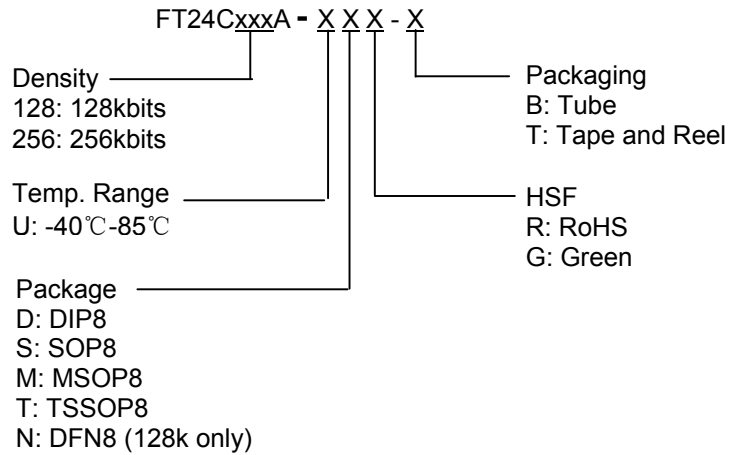 FT24CxxxA - X X X - X
Density
128: 128kbits
256: 256kbits
Temp. Range
U: -40℃-85℃
Package
D: DIP8
S: SOP8
M: MSOP8
T: TSSOP8
N: DFN8 (128k only)
Packaging
B: Tube
T: Tape and Reel
HSF
R: RoHS
G: Green